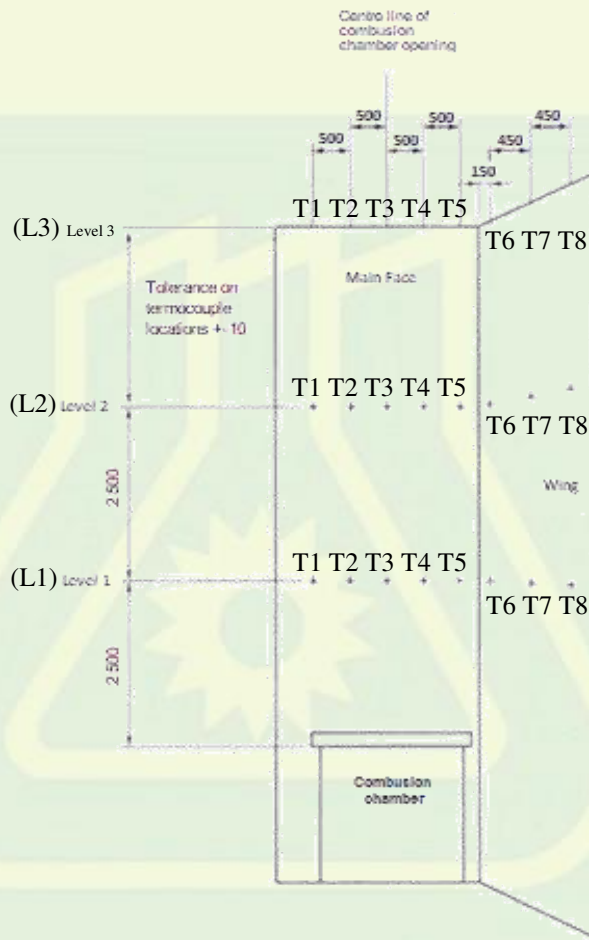 Centro line of
combusion
chamber opening
500 500 450
500 500 450
150
T1 T2 T3 T4 T5
(L3) Level 3
T6 T7 T8
Main Face
Tolerance on
termocouple
locations +- 10
T1 T2 T3 T4 T5
(L2) Level 2
T6 T7 T8
2 500
Wing
T1 T2 T3 T4 T5
(L1) Level 1
T6 T7 T8
2 500
Combusion
chamber